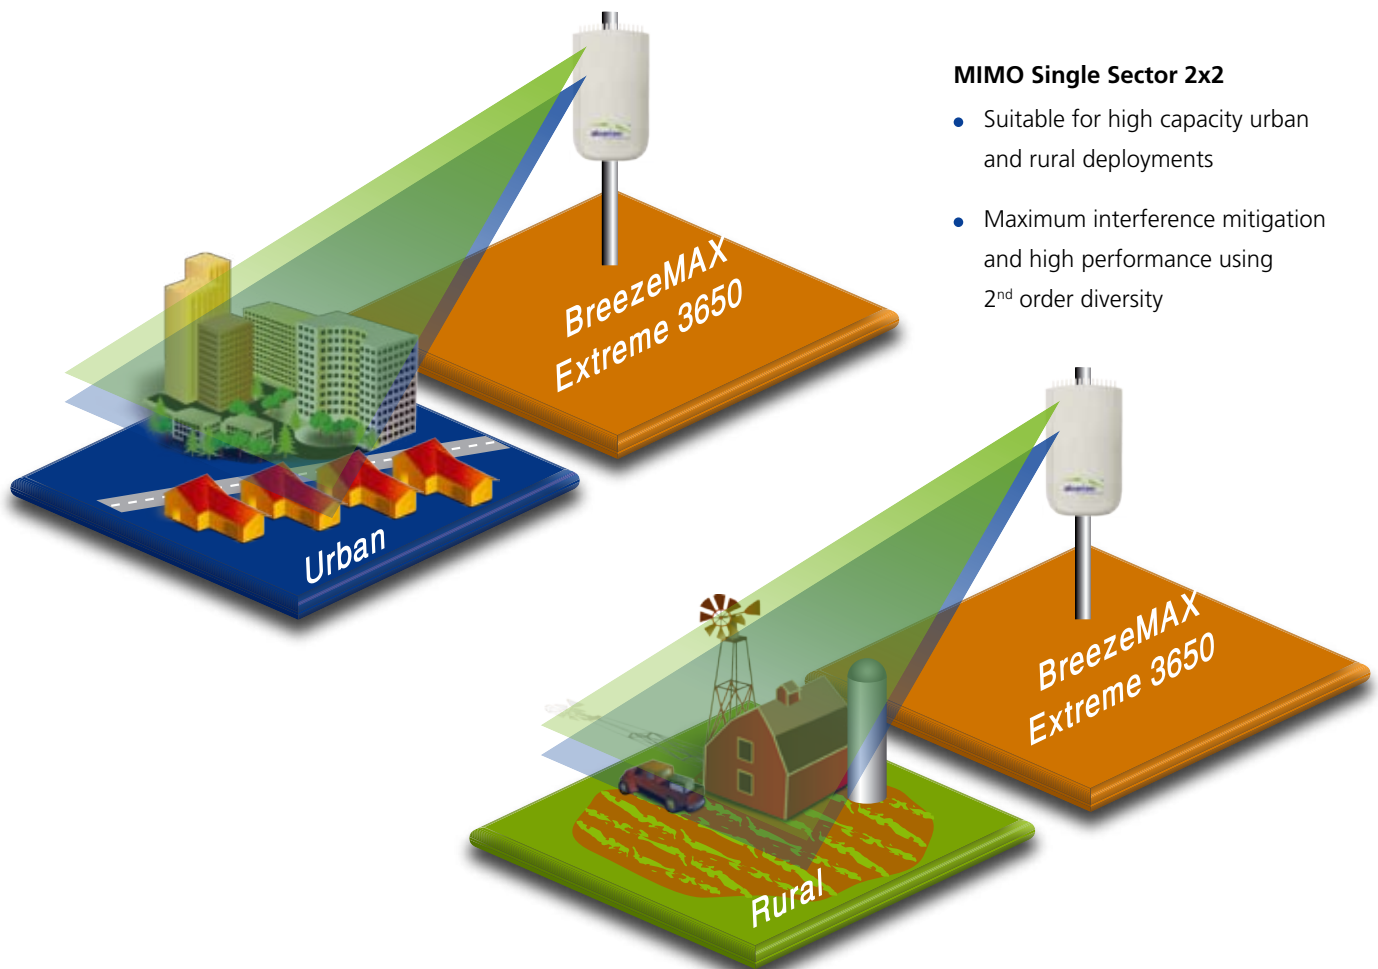 MIMO Single Sector 2x2
• Suitable for high capacity urban
and rural deployments
• Maximum interference mitigation
and high performance using
2nd order diversity
BreezeMAX
Extreme 3650
Urban
BreezeMAX
Extreme 3650
Rural